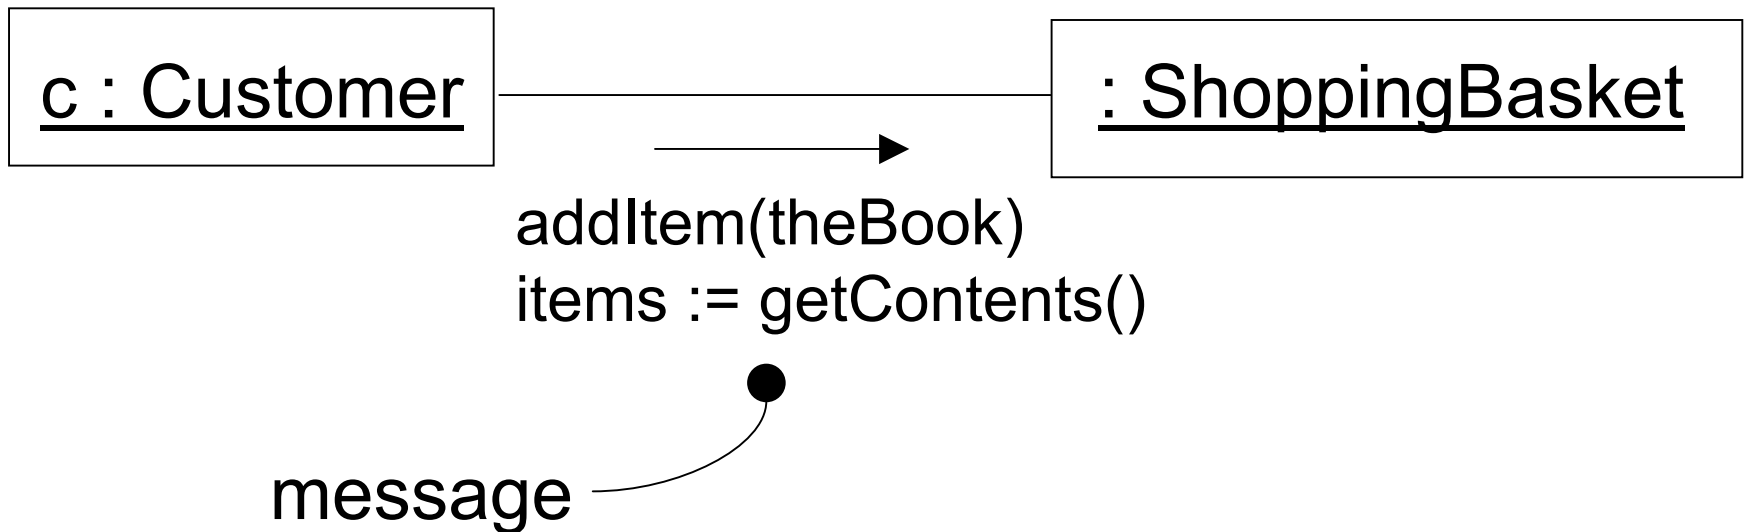 c : Customer
: ShoppingBasket
addItem(theBook)
items := getContents()
message